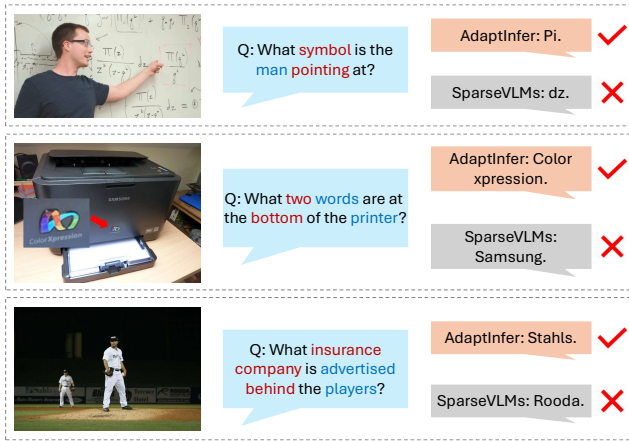 Q: What symbol is the
man pointing at?
AdaptInfer: Pi.
SparseVLMs: dz.
SAMSUNG
ColorXpression
Q: What two words are at
the bottom of the printer?
AdaptInfer: Color
xpression.
SparseVLMs:
Samsung.
Q: What insurance
company is advertised
behind the players?
AdaptInfer: Stahls.
SparseVLMs: Rooda.